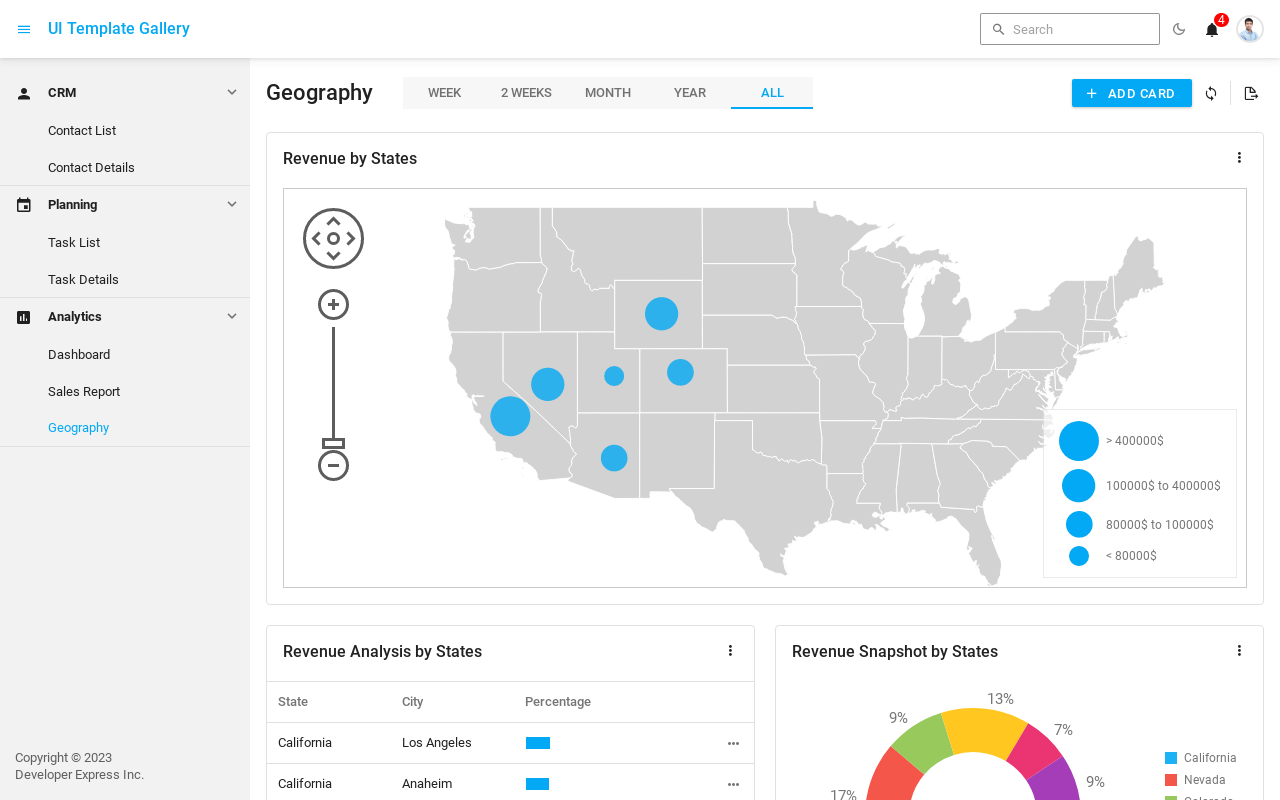 UI Template Gallery
Search
4
CRM
Contact List
Contact Details
Planning
Task List
Task Details
Analytics
Dashboard
Sales Report
Geography
Copyright © 2023
Developer Express Inc.
Geography
WEEK
2 WEEKS
MONTH
YEAR
ALL
ADD CARD
Revenue by States
> 400000$
100000$ to 400000$
80000$ to 100000$
< 80000$
Revenue Analysis by States
State City Percentage
California Los Angeles
California Anaheim
Revenue Snapshot by States
13%
9%
7%
9%
17%
California
Nevada
Colorado